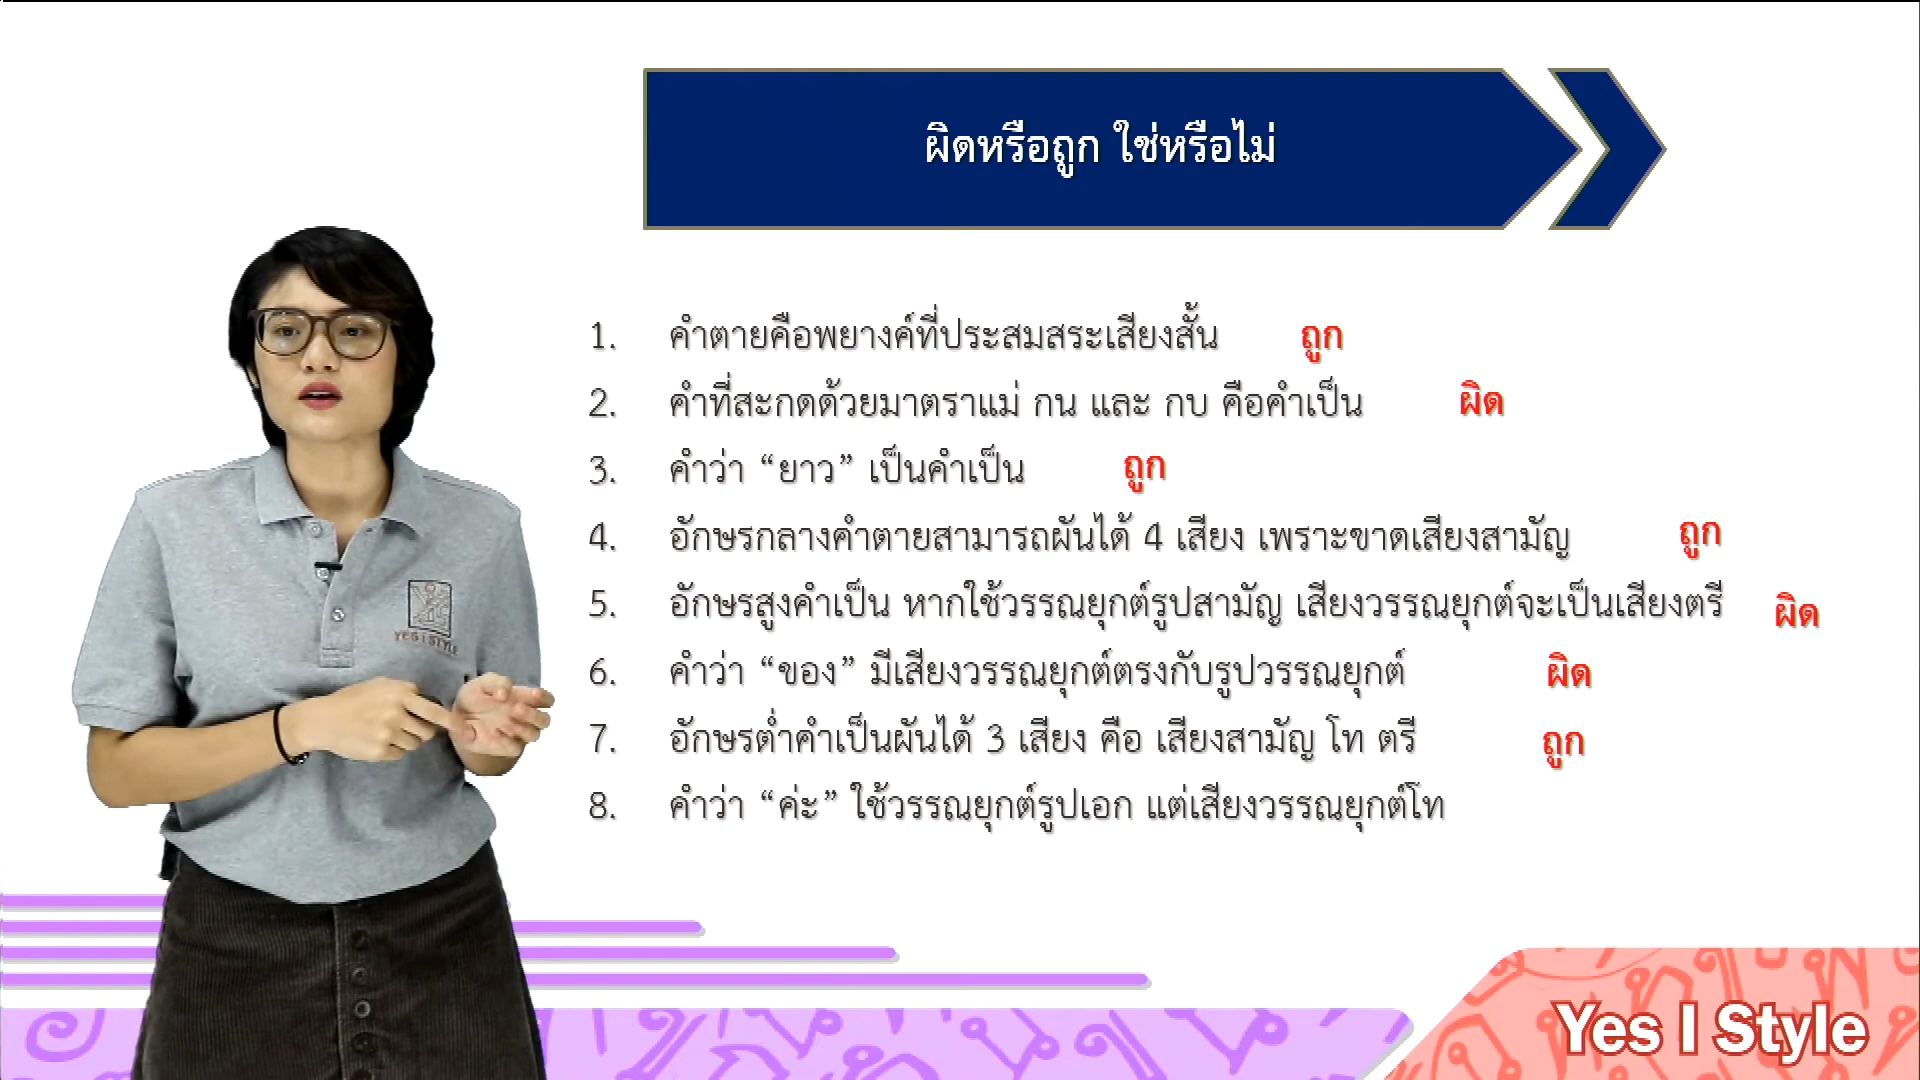 ผิดหรือถูก ใช่หรือไม่
1. คำตายคือพยางค์ที่ประสมสระเสียงสั้น ถูก
2. คำที่สะกดด้วยมาตราแม่ กน และ กบ คือคำเป็น ผิด
3. คำว่า “ยาว” เป็นคำเป็น ถูก
4. อักษรกลางคำตายสามารถผันได้ 4 เสียง เพราะขาดเสียงสามัญ ถูก
5. อักษรสูงคำเป็น หากใช้วรรณยุกต์รูปสามัญ เสียงวรรณยุกต์จะเป็นเสียงตรี ผิด
6. คำว่า “ของ” มีเสียงวรรณยุกต์ตรงกับรูปวรรณยุกต์ ผิด
7. อักษรต่ำคำเป็นผันได้ 3 เสียง คือ เสียงสามัญ โท ตรี ถูก
8. คำว่า “ค่ะ” ใช้วรรณยุกต์รูปเอก แต่เสียงวรรณยุกต์โท
YES I STYLE
Yes I Style